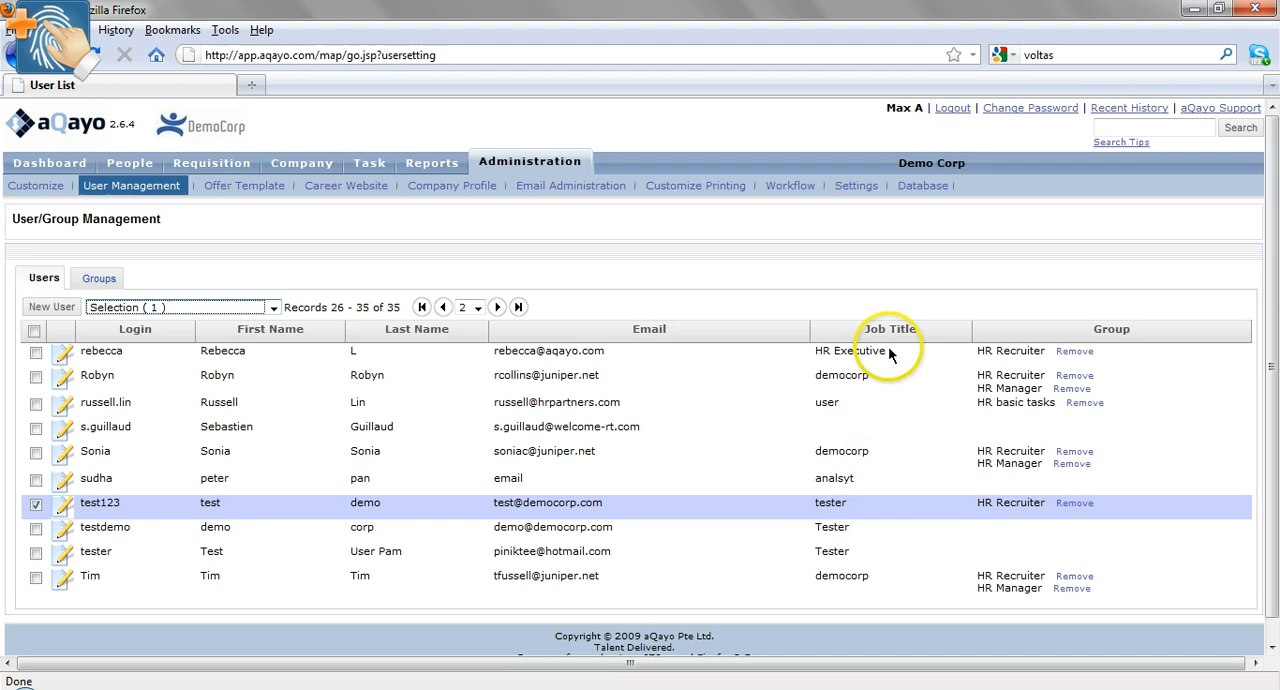 zilla Firefox
History Bookmarks Tools Help
http://app.aqayo.com/map/go.jsp?usersetting
voltas
User List
Max A | Logout | Change Password | Recent History | aQayo Support
aQayo 2.6.4 DemoCorp
Search
Search Tips
Dashboard People Requisition Company Task Reports Administration Demo Corp
Customize | User Management | Offer Template | Career Website | Company Profile | Email Administration | Customize Printing | Workflow | Settings | Database |
User/Group Management
Users Groups
New User Selection ( 1 ) Records 26 - 35 of 35 2
Login First Name Last Name Email Job Title Group
rebecca Rebecca L rebecca@aqayo.com HR Executive HR Recruiter Remove
Robyn Robyn Robyn rcollins@juniper.net democorp HR Recruiter Remove
HR Manager Remove
russell.lin Russell Lin russell@hrpartners.com user HR basic tasks Remove
s.guillaud Sebastien Guillaud s.guillaud@welcome-rt.com
Sonia Sonia Sonia soniac@juniper.net democorp HR Recruiter Remove
HR Manager Remove
sudha peter pan email analsyt
test123 test demo test@democorp.com tester HR Recruiter Remove
testdemo demo corp demo@democorp.com Tester
tester Test User Pam piniktee@hotmail.com Tester
Tim Tim Tim tfussell@juniper.net democorp HR Recruiter Remove
HR Manager Remove
Copyright © 2009 aQayo Pte Ltd.
Talent Delivered.
Done